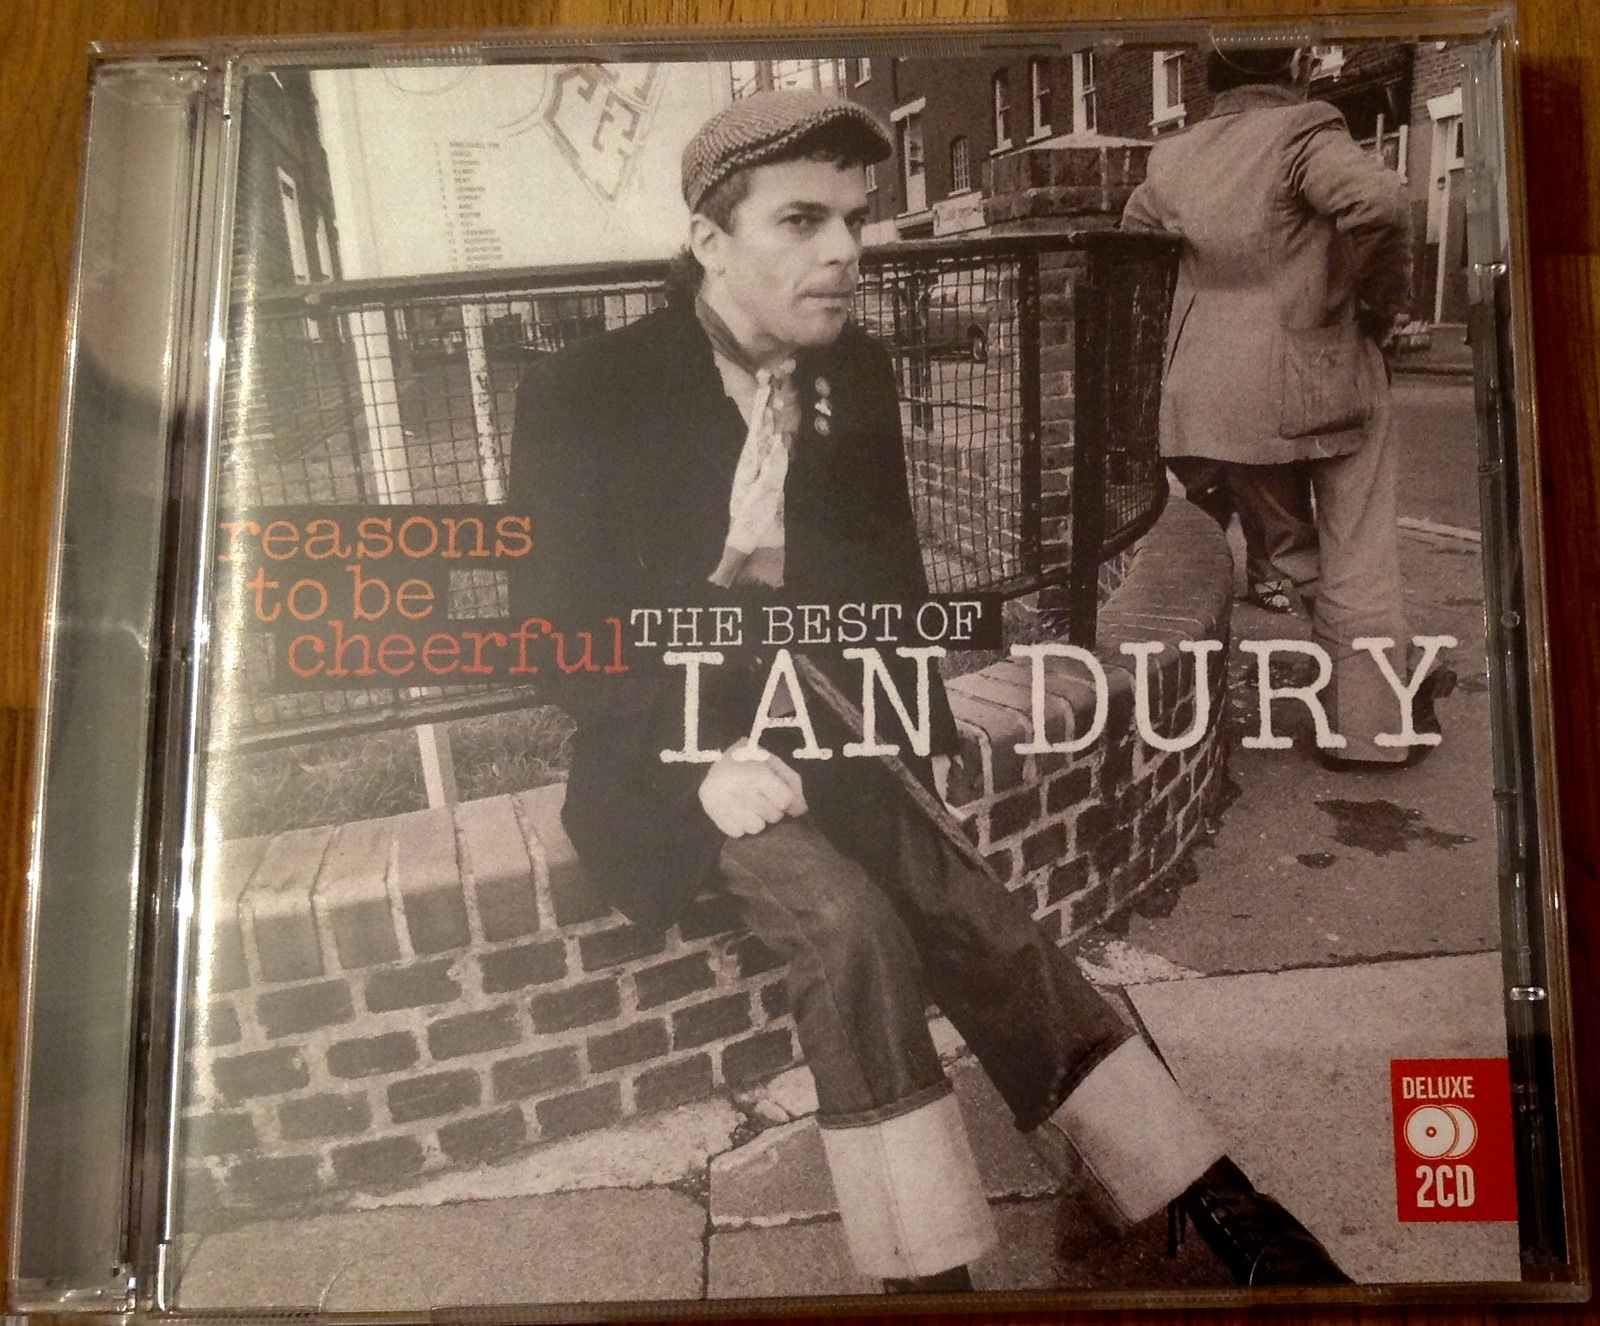 reasons
to be
cheerful
THE BEST OF
IAN DURY
DELUXE
2CD